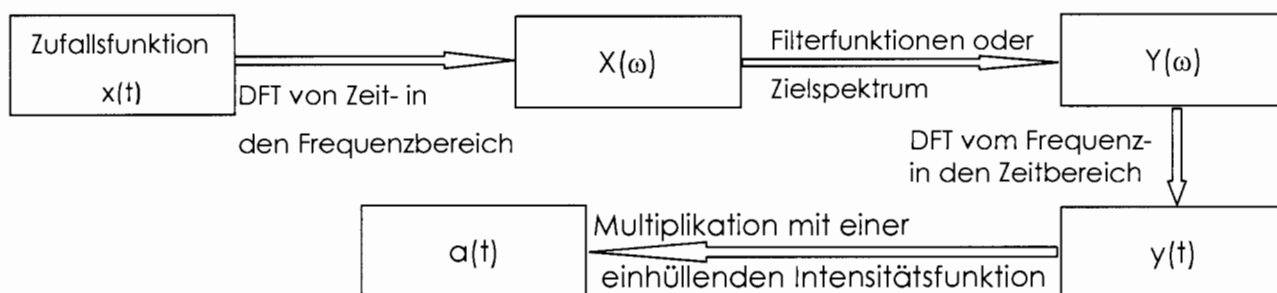 Zufallsfunktion
x(t)
DFT von Zeit- in
den Frequenzbereich
X(ω)
Filterfunktionen oder
Zielspektrum
Y(ω)
DFT vom Frequenz-
in den Zeitbereich
y(t)
Multiplikation mit einer
einhüllenden Intensitätsfunktion
a(t)